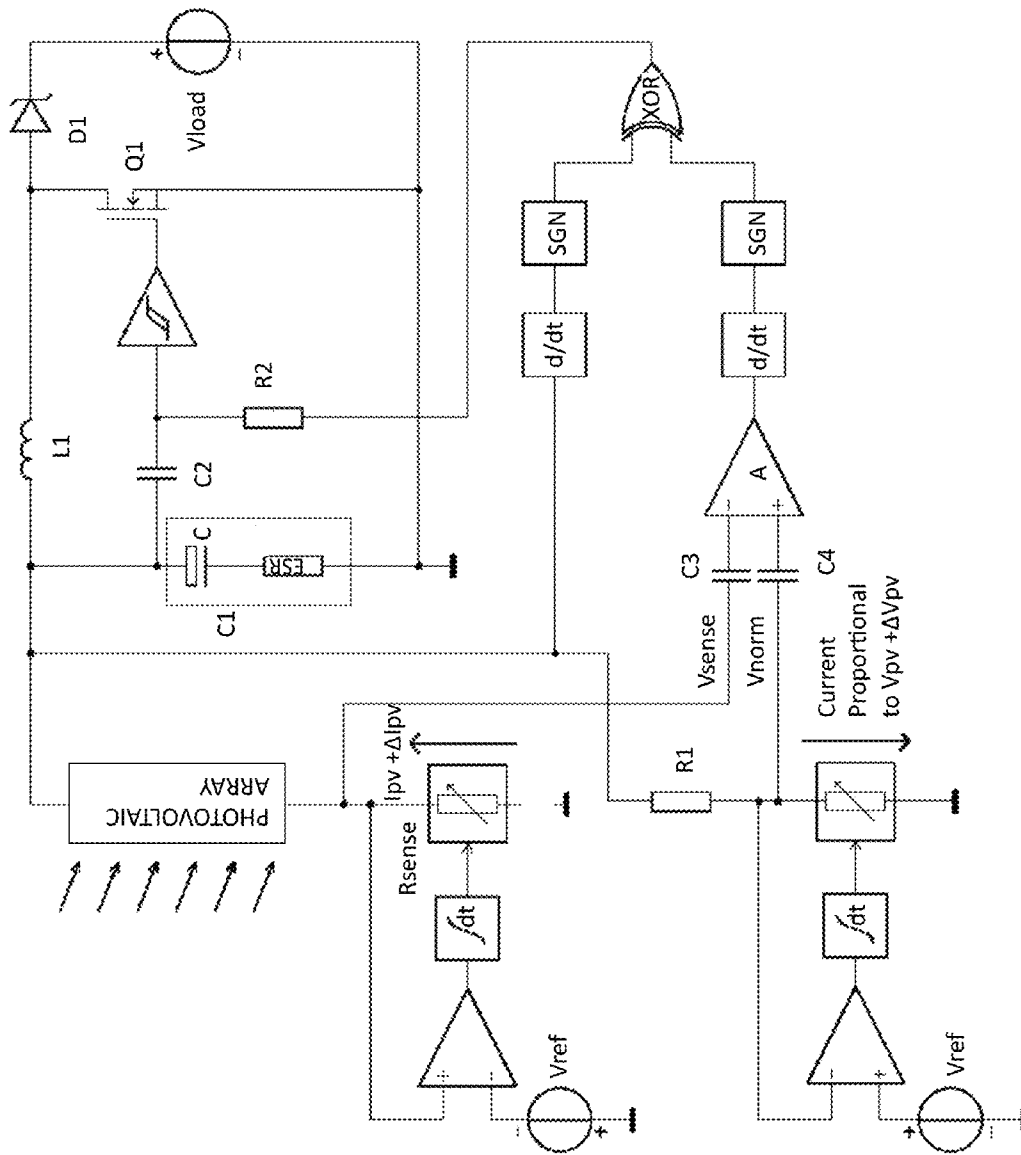 PHOTOVOLTAIC
ARRAY
Rsense
Ipv +ΔIpv
∫dt
+
−
Vref
−
+
R1
Vsense
Vnorm
C3
C4
Current
Proportional
to Vpv +ΔVpv
∫dt
−
+
Vref
+
−
A
−
+
d/dt
SGN
d/dt
SGN
XOR
C1
C
ESR
C2
R2
L1
Q1
D1
Vload
+
−